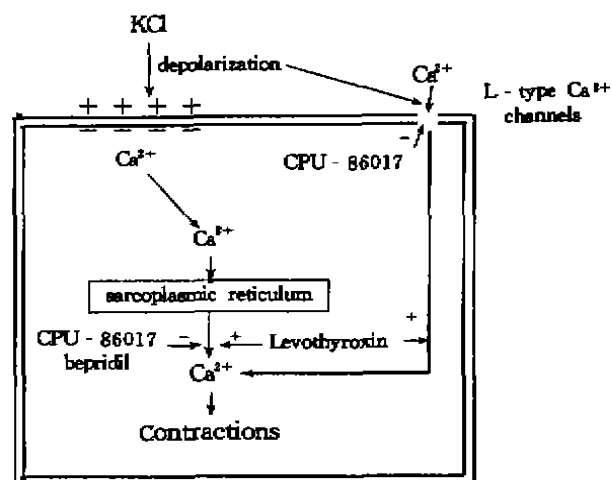 KCl
depolarization
Ca²⁺
L - type Ca²⁺
channels
+ + + +
− − − −
−
Ca²⁺
CPU - 86017
Ca²⁺
sarcoplasmic reticulum
+
CPU - 86017 − + Levothyroxin
bepridil
Ca²⁺
Contractions